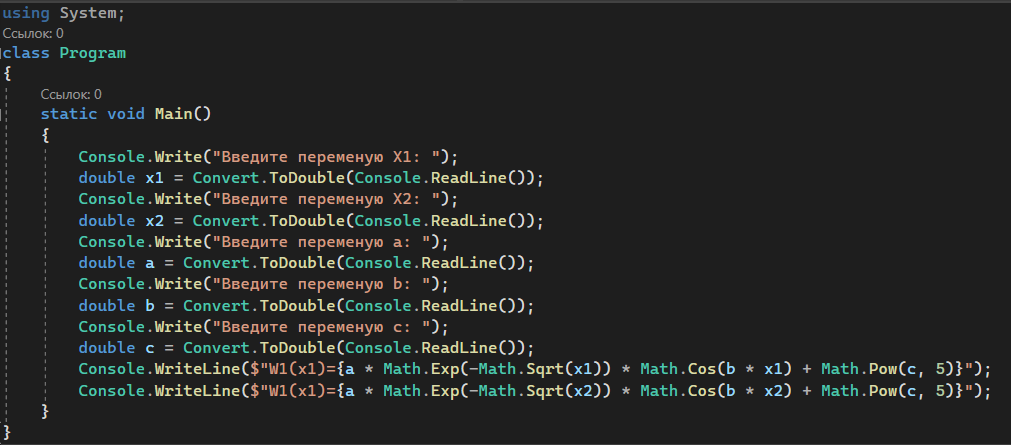 using System;
Ссылок: 0
class Program
{
Ссылок: 0
static void Main()
{
Console.Write("Введите переменую X1: ");
double x1 = Convert.ToDouble(Console.ReadLine());
Console.Write("Введите переменую X2: ");
double x2 = Convert.ToDouble(Console.ReadLine());
Console.Write("Введите переменую a: ");
double a = Convert.ToDouble(Console.ReadLine());
Console.Write("Введите переменую b: ");
double b = Convert.ToDouble(Console.ReadLine());
Console.Write("Введите переменую c: ");
double c = Convert.ToDouble(Console.ReadLine());
Console.WriteLine($"W1(x1)={a * Math.Exp(-Math.Sqrt(x1)) * Math.Cos(b * x1) + Math.Pow(c, 5)}");
Console.WriteLine($"W1(x1)={a * Math.Exp(-Math.Sqrt(x2)) * Math.Cos(b * x2) + Math.Pow(c, 5)}");
}
}